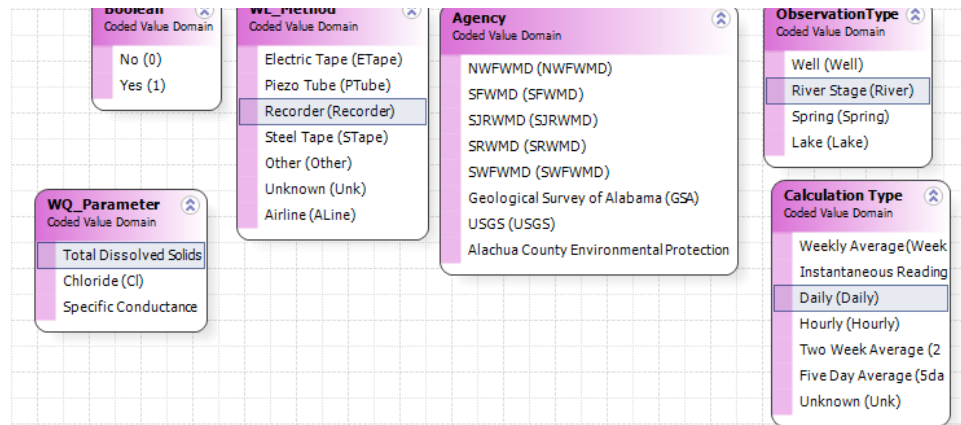 Boolean
Coded Value Domain
No (0)
Yes (1)
WL_Method
Coded Value Domain
Electric Tape (ETape)
Piezo Tube (PTube)
Recorder (Recorder)
Steel Tape (STape)
Other (Other)
Unknown (Unk)
Airline (ALine)
Agency
Coded Value Domain
NWFWMD (NWFWMD)
SFWMD (SFWMD)
SJRWMD (SJRWMD)
SRWMD (SRWMD)
SWFWMD (SWFWMD)
Geological Survey of Alabama (GSA)
USGS (USGS)
Alachua County Environmental Protection
ObservationType
Coded Value Domain
Well (Well)
River Stage (River)
Spring (Spring)
Lake (Lake)
WQ_Parameter
Coded Value Domain
Total Dissolved Solids
Chloride (Cl)
Specific Conductance
Calculation Type
Coded Value Domain
Weekly Average (Week
Instantaneous Reading
Daily (Daily)
Hourly (Hourly)
Two Week Average (2
Five Day Average (5da
Unknown (Unk)